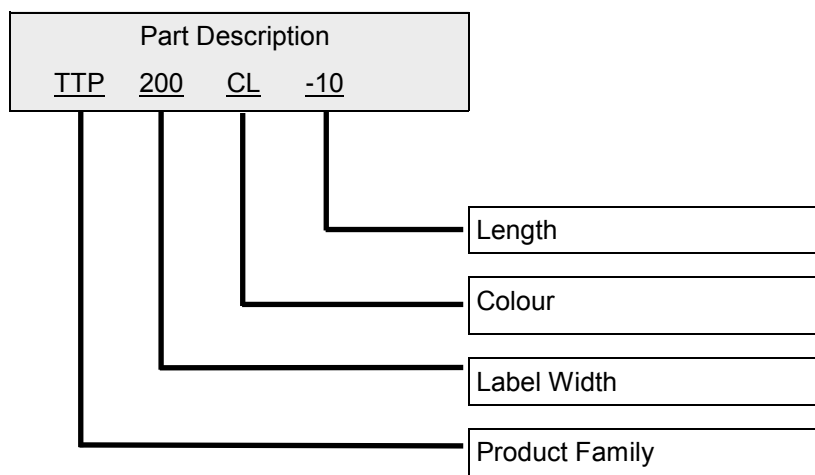 Part Description
TTP 200 CL -10
Length
Colour
Label Width
Product Family